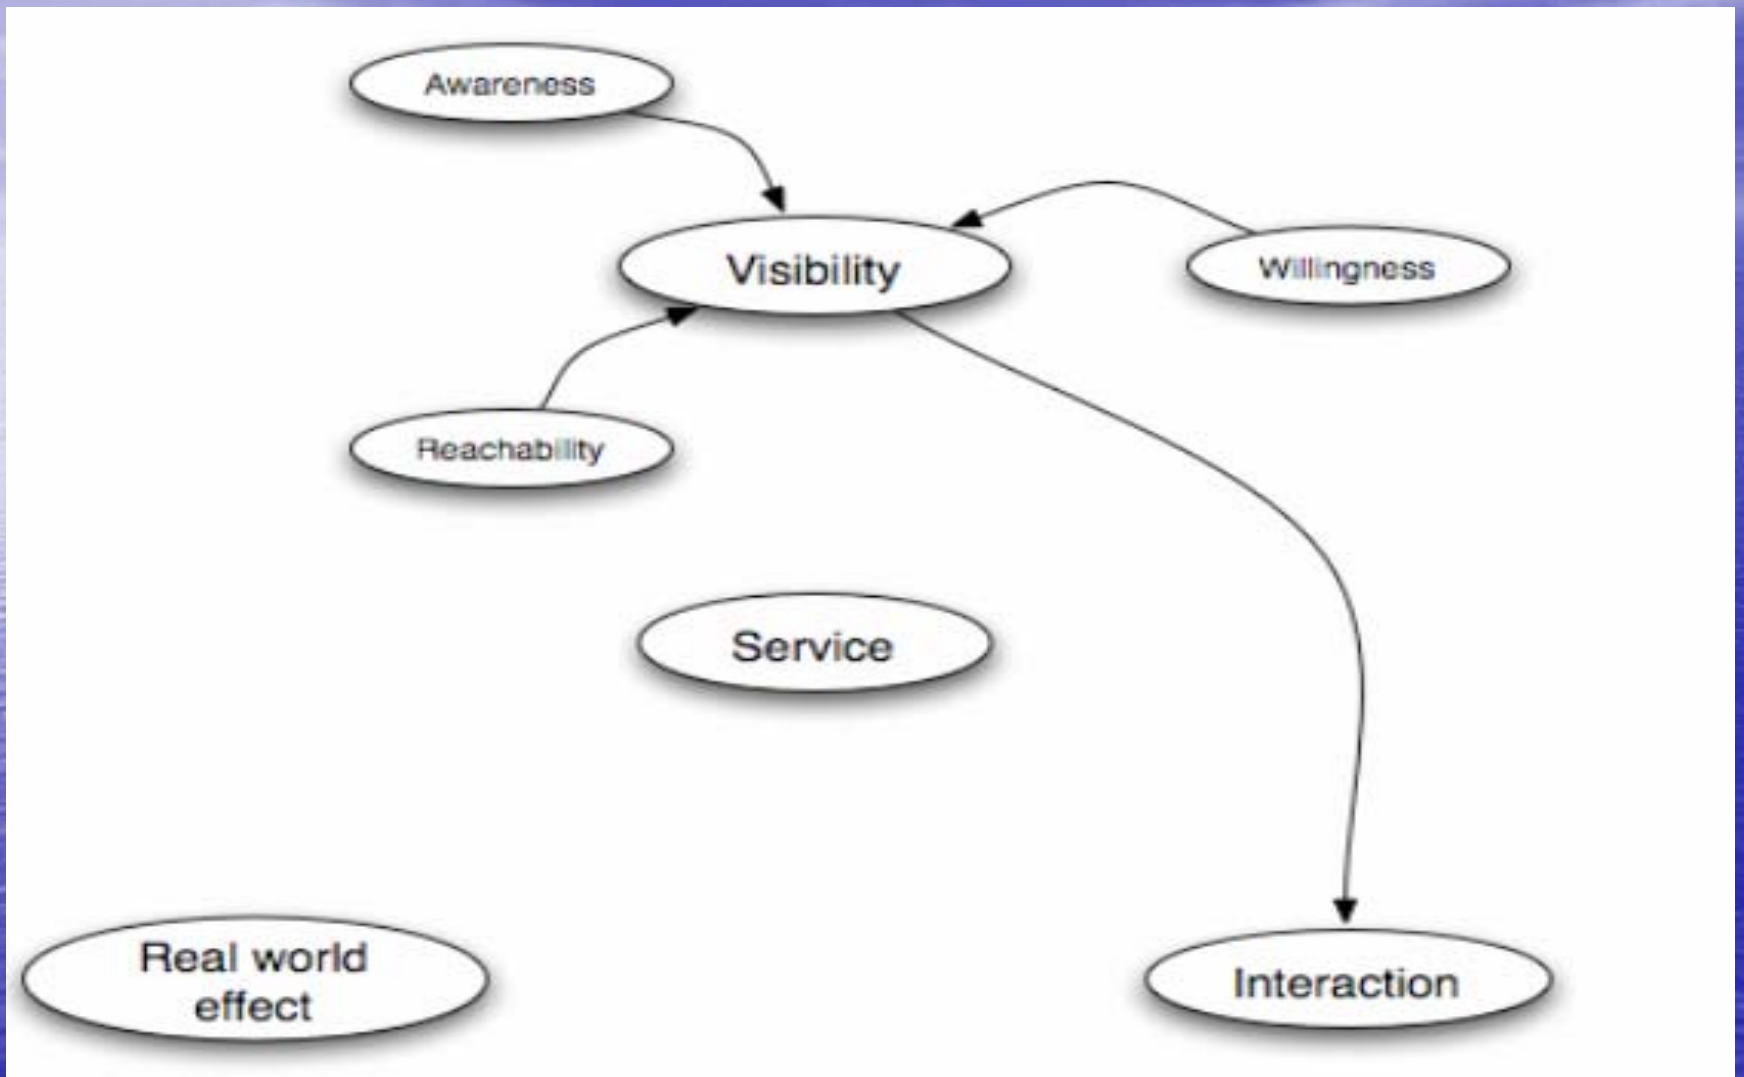 Awareness
Visibility
Willingness
Reachability
Service
Real world
effect
Interaction